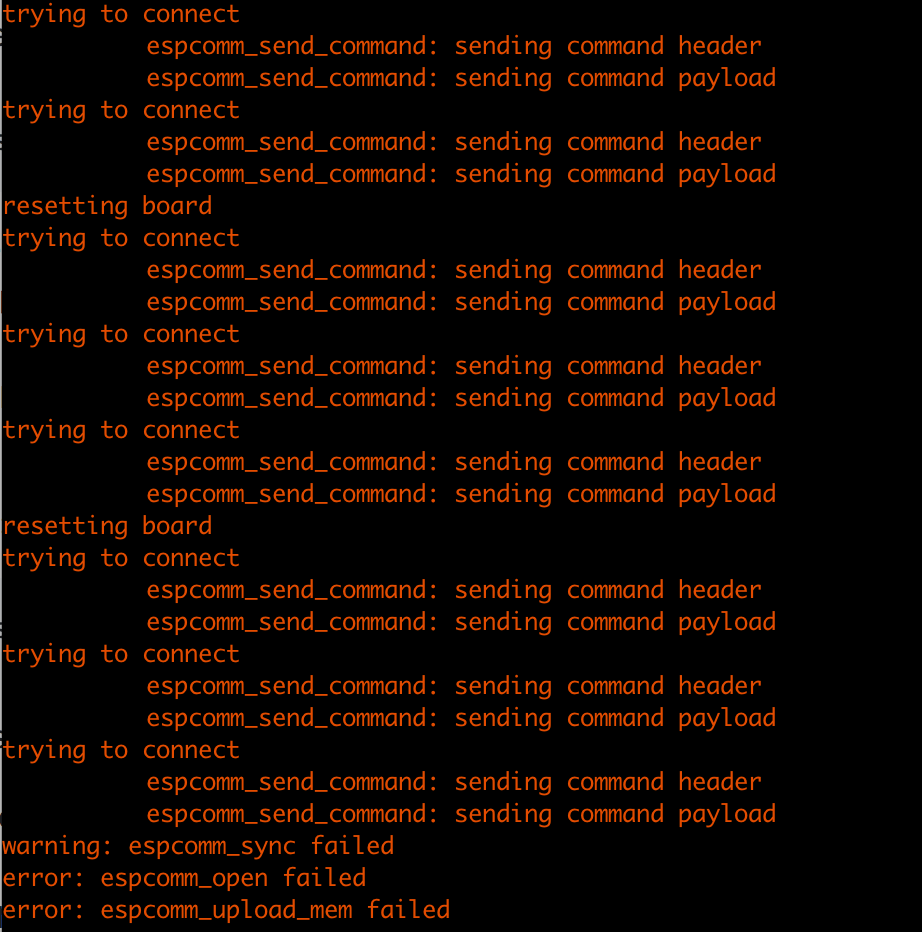 trying to connect
espcomm_send_command: sending command header
espcomm_send_command: sending command payload
trying to connect
espcomm_send_command: sending command header
espcomm_send_command: sending command payload
resetting board
trying to connect
espcomm_send_command: sending command header
espcomm_send_command: sending command payload
trying to connect
espcomm_send_command: sending command header
espcomm_send_command: sending command payload
trying to connect
espcomm_send_command: sending command header
espcomm_send_command: sending command payload
resetting board
trying to connect
espcomm_send_command: sending command header
espcomm_send_command: sending command payload
trying to connect
espcomm_send_command: sending command header
espcomm_send_command: sending command payload
trying to connect
espcomm_send_command: sending command header
espcomm_send_command: sending command payload
warning: espcomm_sync failed
error: espcomm_open failed
error: espcomm_upload_mem failed